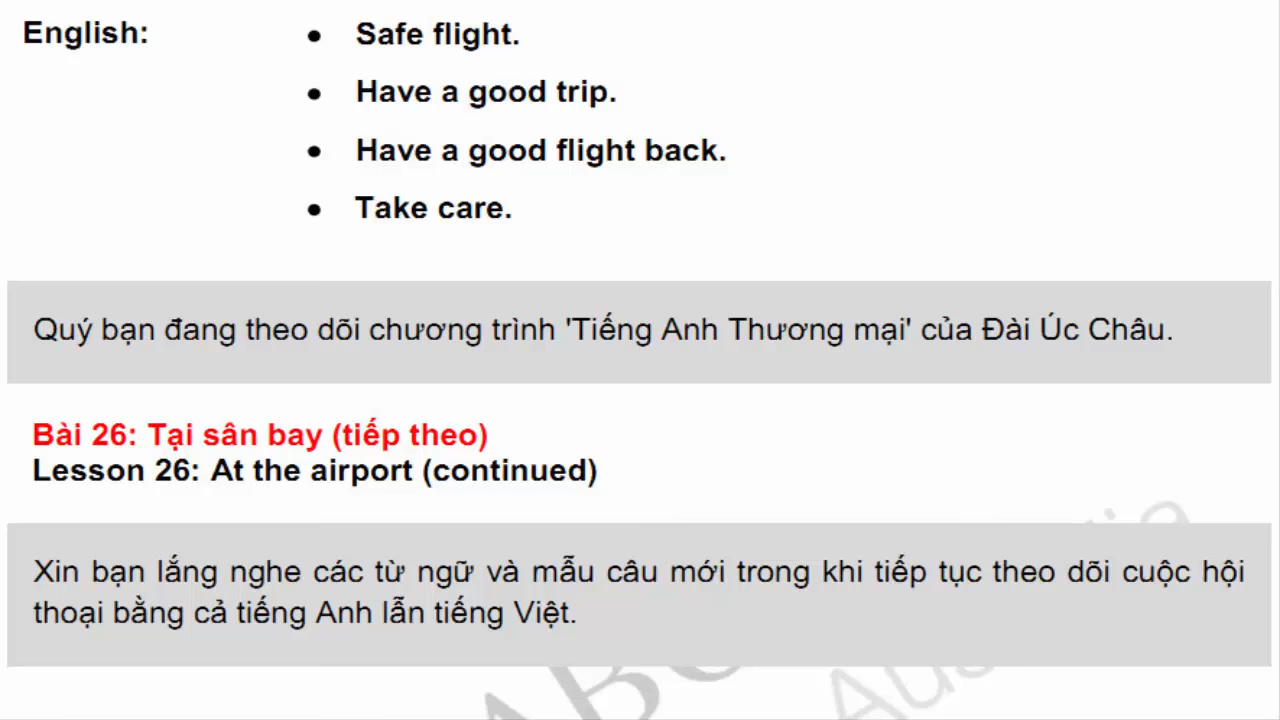 English:
• Safe flight.
• Have a good trip.
• Have a good flight back.
• Take care.
Quý bạn đang theo dõi chương trình 'Tiếng Anh Thương mại' của Đài Úc Châu.
Bài 26: Tại sân bay (tiếp theo)
Lesson 26: At the airport (continued)
Xin bạn lắng nghe các từ ngữ và mẫu câu mới trong khi tiếp tục theo dõi cuộc hội
thoại bằng cả tiếng Anh lẫn tiếng Việt.